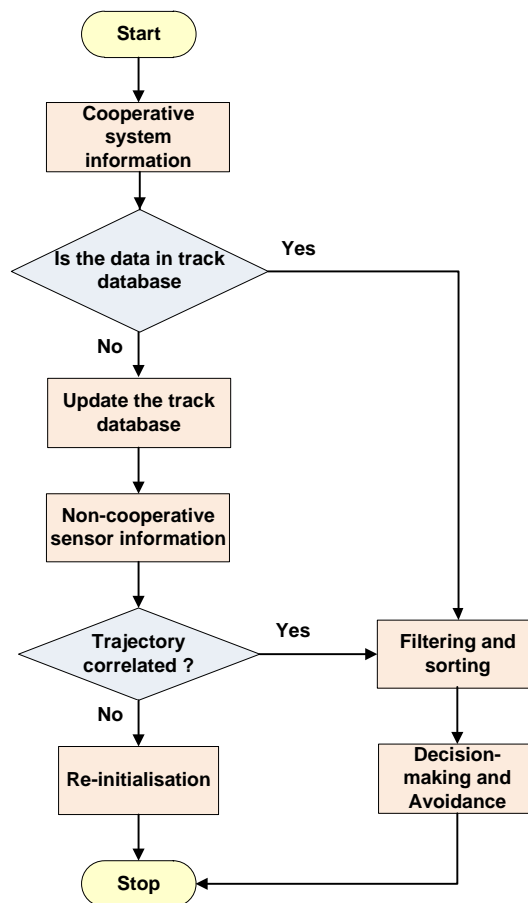 Start
Cooperative
system
information
Is the data in track
database
Yes
No
Update the track
database
Non-cooperative
sensor information
Trajectory
correlated ?
Yes
Filtering and
sorting
No
Re-initialisation
Decision-
making and
Avoidance
Stop